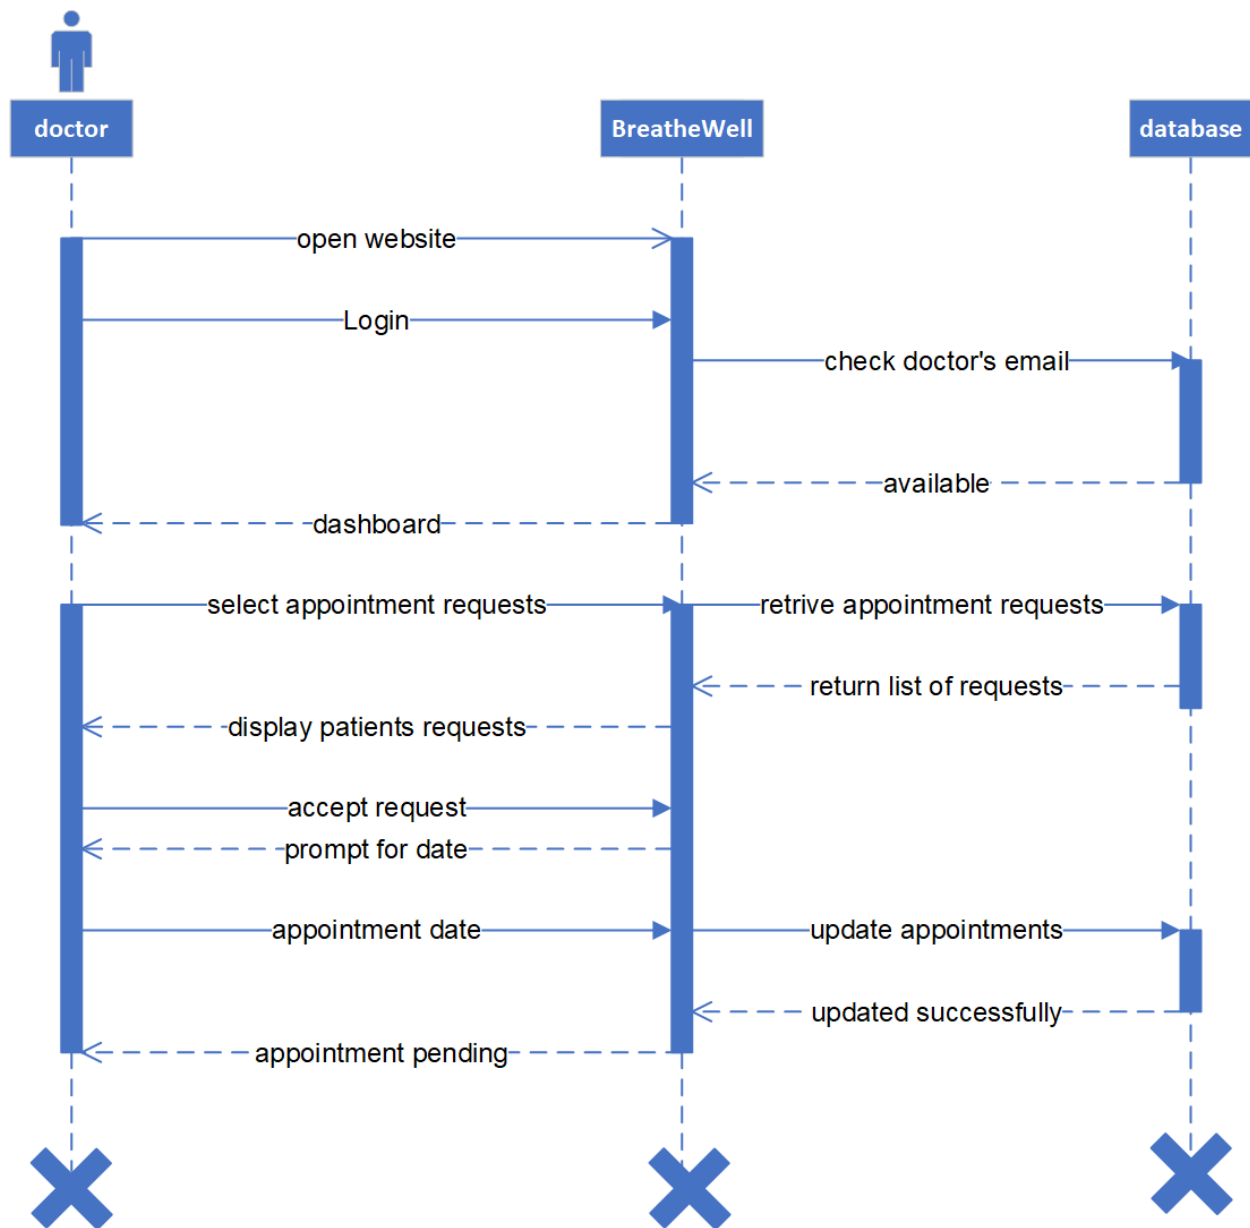 doctor
BreatheWell
database
open website
Login
check doctor's email
available
dashboard
select appointment requests
retrive appointment requests
return list of requests
display patients requests
accept request
prompt for date
appointment date
update appointments
updated successfully
appointment pending